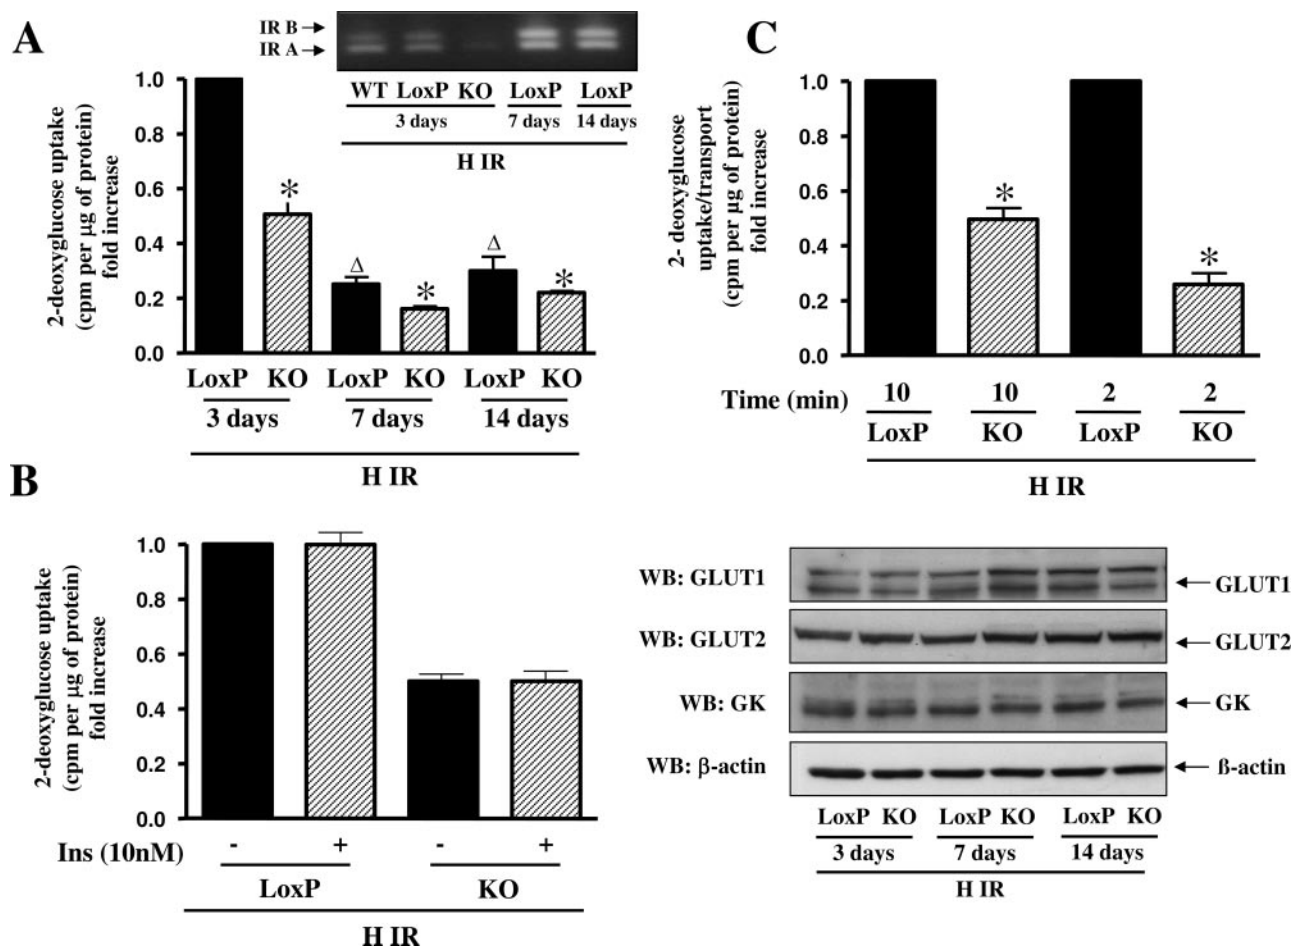 A
IR B
IR A
WT LoxP KO LoxP LoxP
3 days 7 days 14 days
H IR
2-deoxyglucose uptake
(cpm per μg of protein)
fold increase
1.0
0.8
0.6
0.4
0.2
0.0
* Δ * Δ *
LoxP KO LoxP KO LoxP KO
3 days 7 days 14 days
H IR
C
2- deoxyglucose
uptake/transport
(cpm per μg of protein)
fold increase
1.0
0.8
0.6
0.4
0.2
0.0
* *
Time (min) 10 10 2 2
LoxP KO LoxP KO
H IR
B
2-deoxyglucose uptake
(cpm per μg of protein)
fold increase
1.0
0.8
0.6
0.4
0.2
0.0
Ins (10nM) - + - +
LoxP KO
H IR
WB: GLUT1 GLUT1
WB: GLUT2 GLUT2
WB: GK GK
WB: β-actin ß-actin
LoxP KO LoxP KO LoxP KO
3 days 7 days 14 days
H IR